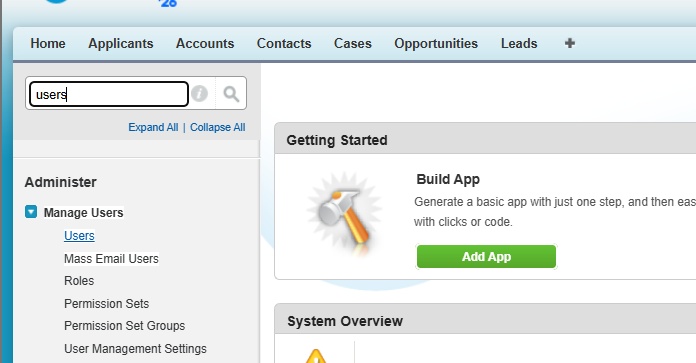 '26
Home Applicants Accounts Contacts Cases Opportunities Leads +
users
Expand All | Collapse All
Administer
Manage Users
Users
Mass Email Users
Roles
Permission Sets
Permission Set Groups
User Management Settings
Getting Started
Build App
Generate a basic app with just one step, and then eas
with clicks or code.
Add App
System Overview